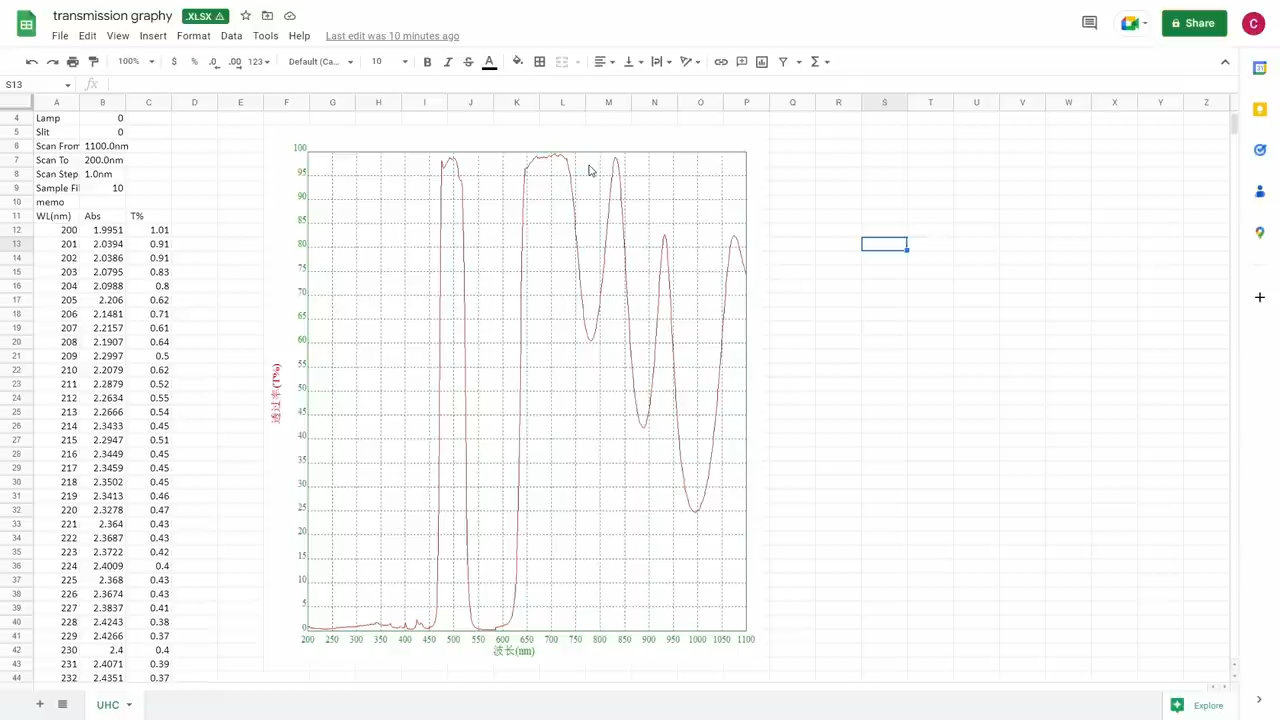 transmission graphy .XLSX
File Edit View Insert Format Data Tools Help Last edit was 10 minutes ago
Share
C
100% $ % .0 .00 123 Default (Ca... 10 B I S A
S13 fx
A B C D E F G H I J K L M N O P Q R S T U V W X Y Z
4 Lamp 0
5 Slit 0
6 Scan From 1100.0nm
7 Scan To 200.0nm
8 Scan Step 1.0nm
9 Sample Fi 10
10 memo
11 WL(nm) Abs T%
12 200 1.9951 1.01
13 201 2.0394 0.91
14 202 2.0386 0.91
15 203 2.0795 0.83
16 204 2.0988 0.8
17 205 2.206 0.62
18 206 2.1481 0.71
19 207 2.2157 0.61
20 208 2.1907 0.64
21 209 2.2997 0.5
22 210 2.2079 0.62
23 211 2.2879 0.52
24 212 2.2634 0.55
25 213 2.2666 0.54
26 214 2.3433 0.45
27 215 2.2947 0.51
28 216 2.3449 0.45
29 217 2.3459 0.45
30 218 2.3502 0.45
31 219 2.3413 0.46
32 220 2.3278 0.47
33 221 2.364 0.43
34 222 2.3687 0.43
35 223 2.3722 0.42
36 224 2.4009 0.4
37 225 2.368 0.43
38 226 2.3674 0.43
39 227 2.3837 0.41
40 228 2.4243 0.38
41 229 2.4266 0.37
42 230 2.4 0.4
43 231 2.4071 0.39
44 232 2.4351 0.37
100
95
90
85
80
75
70
65
60
55
50
45
40
35
30
25
20
15
10
5
0
透过率(T%)
200 250 300 350 400 450 500 550 600 650 700 750 800 850 900 950 1000 1050 1100
波长(nm)
UHC
Explore